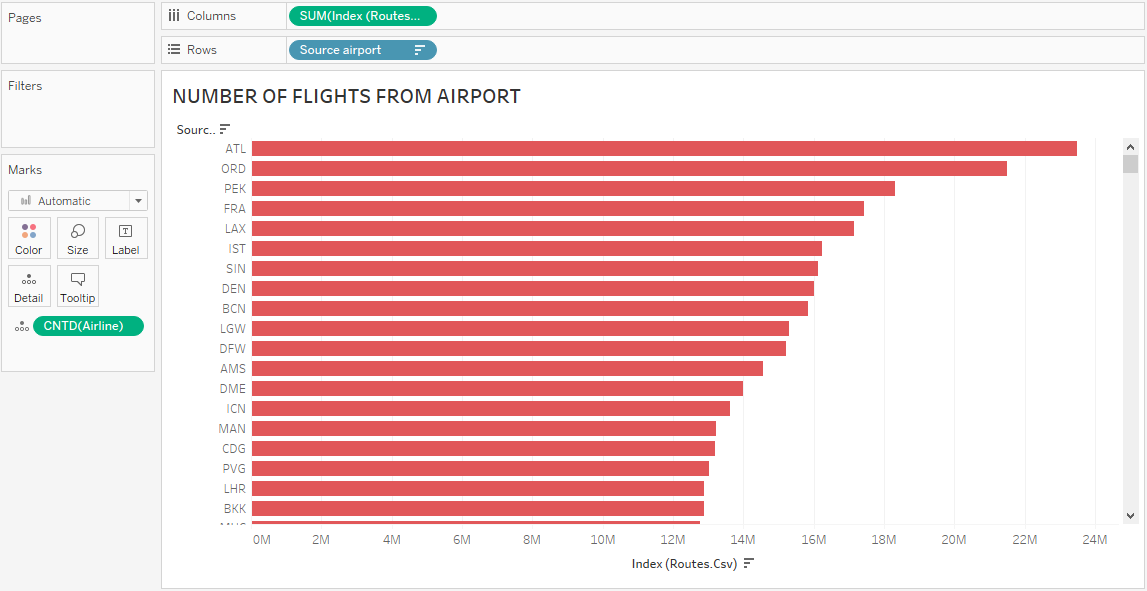 Pages
Columns
SUM(Index (Routes...
Rows
Source airport
Filters
NUMBER OF FLIGHTS FROM AIRPORT
Sourc..
Marks
Automatic
Color
Size
Label
Detail
Tooltip
CNTD(Airline)
ATL
ORD
PEK
FRA
LAX
IST
SIN
DEN
BCN
LGW
DFW
AMS
DME
ICN
MAN
CDG
PVG
LHR
BKK
0M 2M 4M 6M 8M 10M 12M 14M 16M 18M 20M 22M 24M
Index (Routes.Csv)